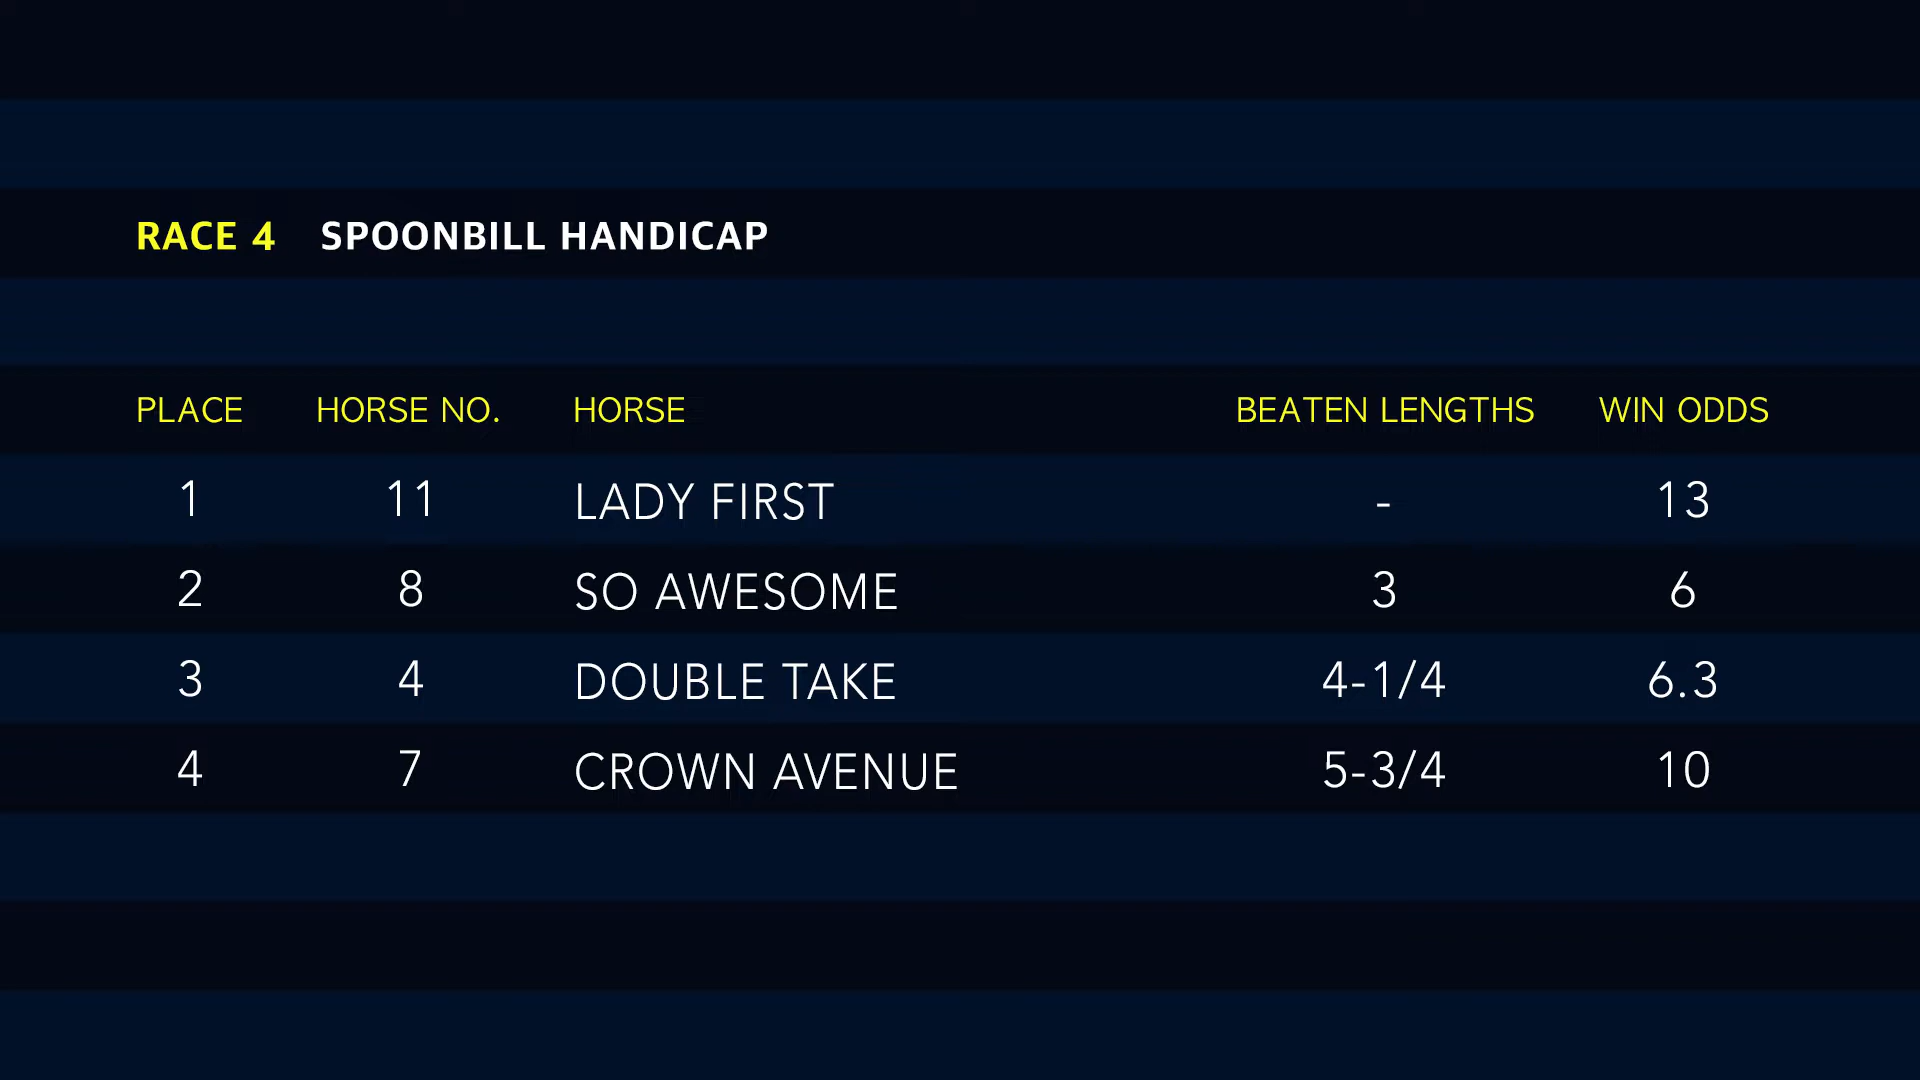 RACE 4 SPOONBILL HANDICAP
PLACE HORSE NO. HORSE BEATEN LENGTHS WIN ODDS
1 11 LADY FIRST - 13
2 8 SO AWESOME 3 6
3 4 DOUBLE TAKE 4-1/4 6.3
4 7 CROWN AVENUE 5-3/4 10